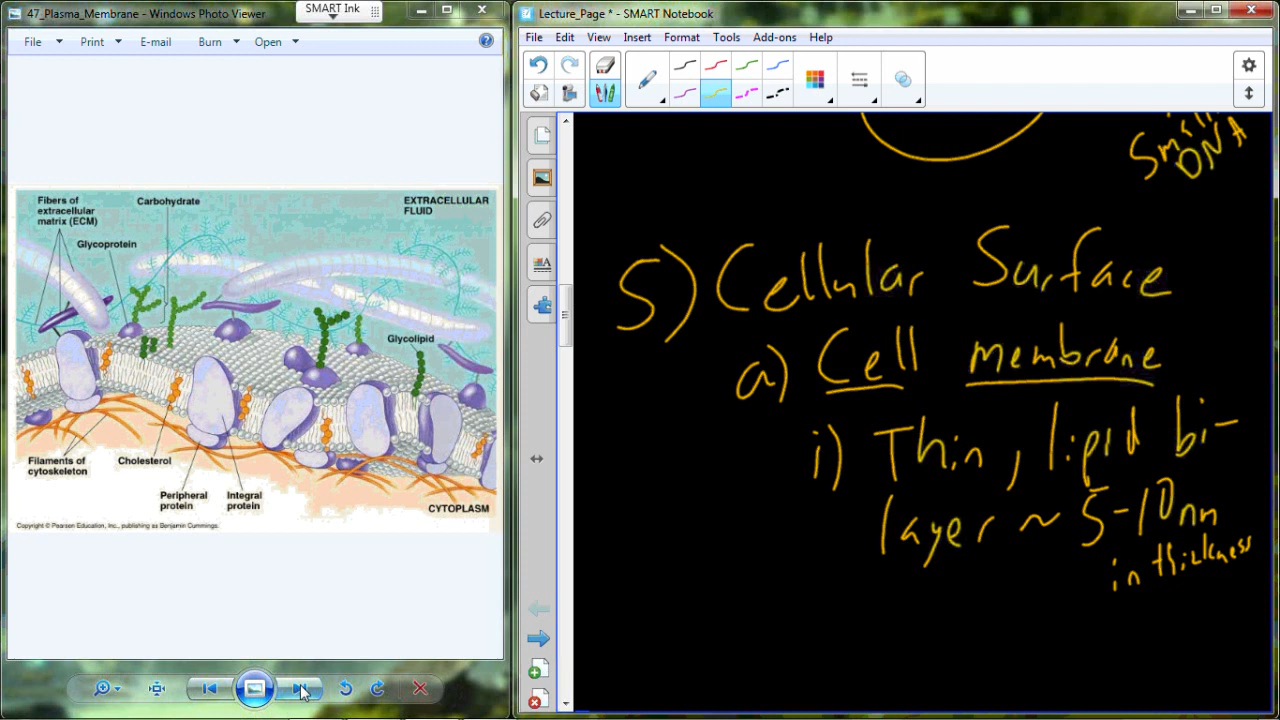 47_Plasma_Membrane - Windows Photo Viewer
SMART Ink
File Print E-mail Burn Open
Fibers of
extracellular
matrix (ECM)
Glycoprotein
Carbohydrate
EXTRACELLULAR
FLUID
Glycolipid
Filaments of
cytoskeleton
Cholesterol
Peripheral
protein
Integral
protein
CYTOPLASM
Copyright © Pearson Education, Inc., publishing as Benjamin Cummings.
Lecture_Page * - SMART Notebook
File Edit View Insert Format Tools Add-ons Help
Small
DNA
5) Cellular Surface
a) Cell membrane
i) Thin, lipid bi-
layer ~ 5-10nm
in thickness